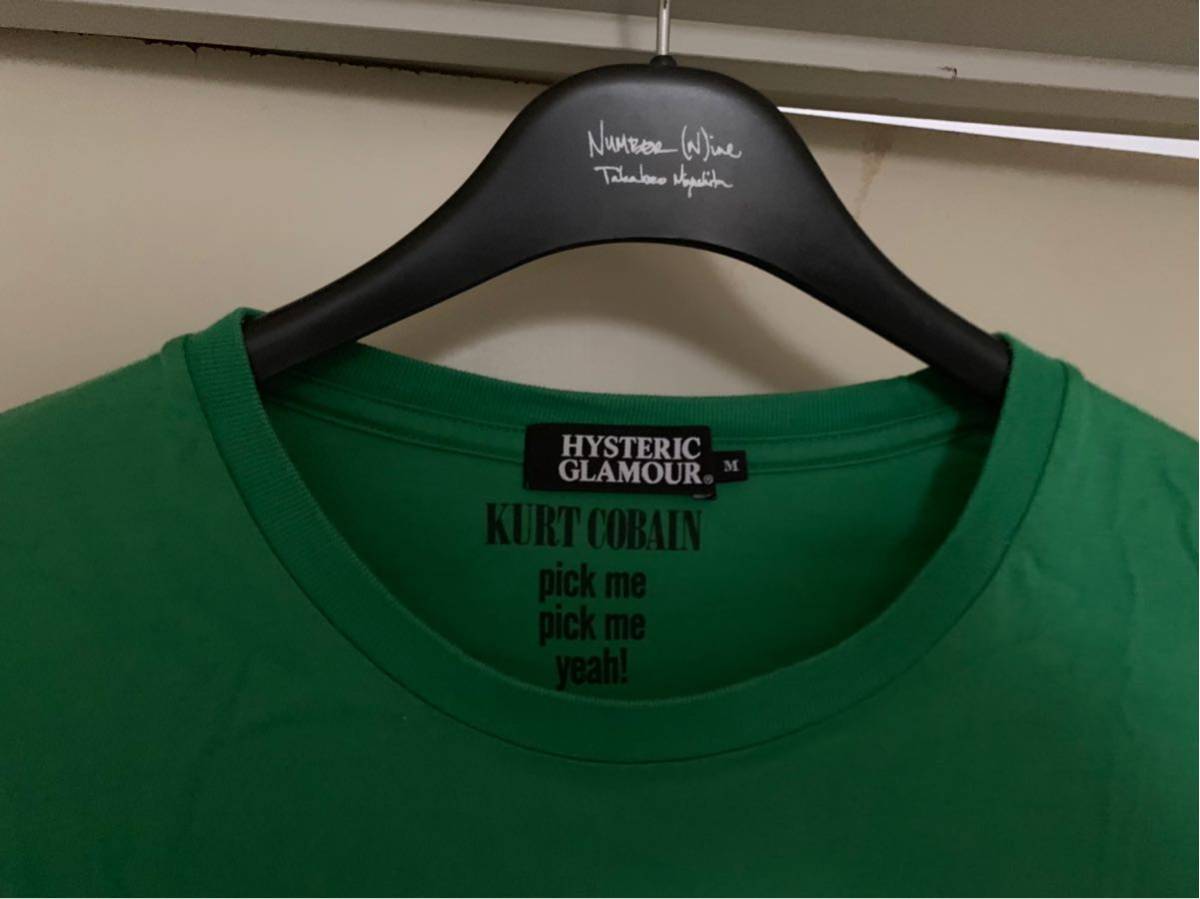 NUMBER (N)ine
Takahiro Miyashita
HYSTERIC
GLAMOUR®
M
KURT COBAIN
pick me
pick me
yeah!